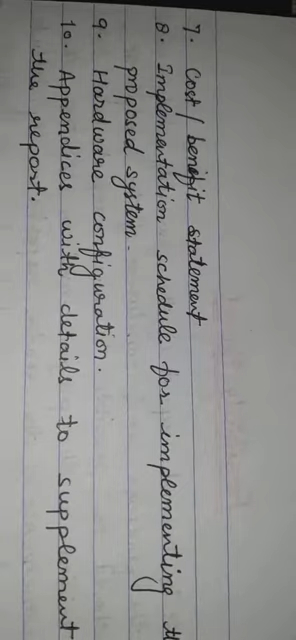 7. Cost / benefit statement
8. Implementation schedule for implementing
proposed system.
9. Hardware configuration.
10. Appendices with details to supplement
the report.